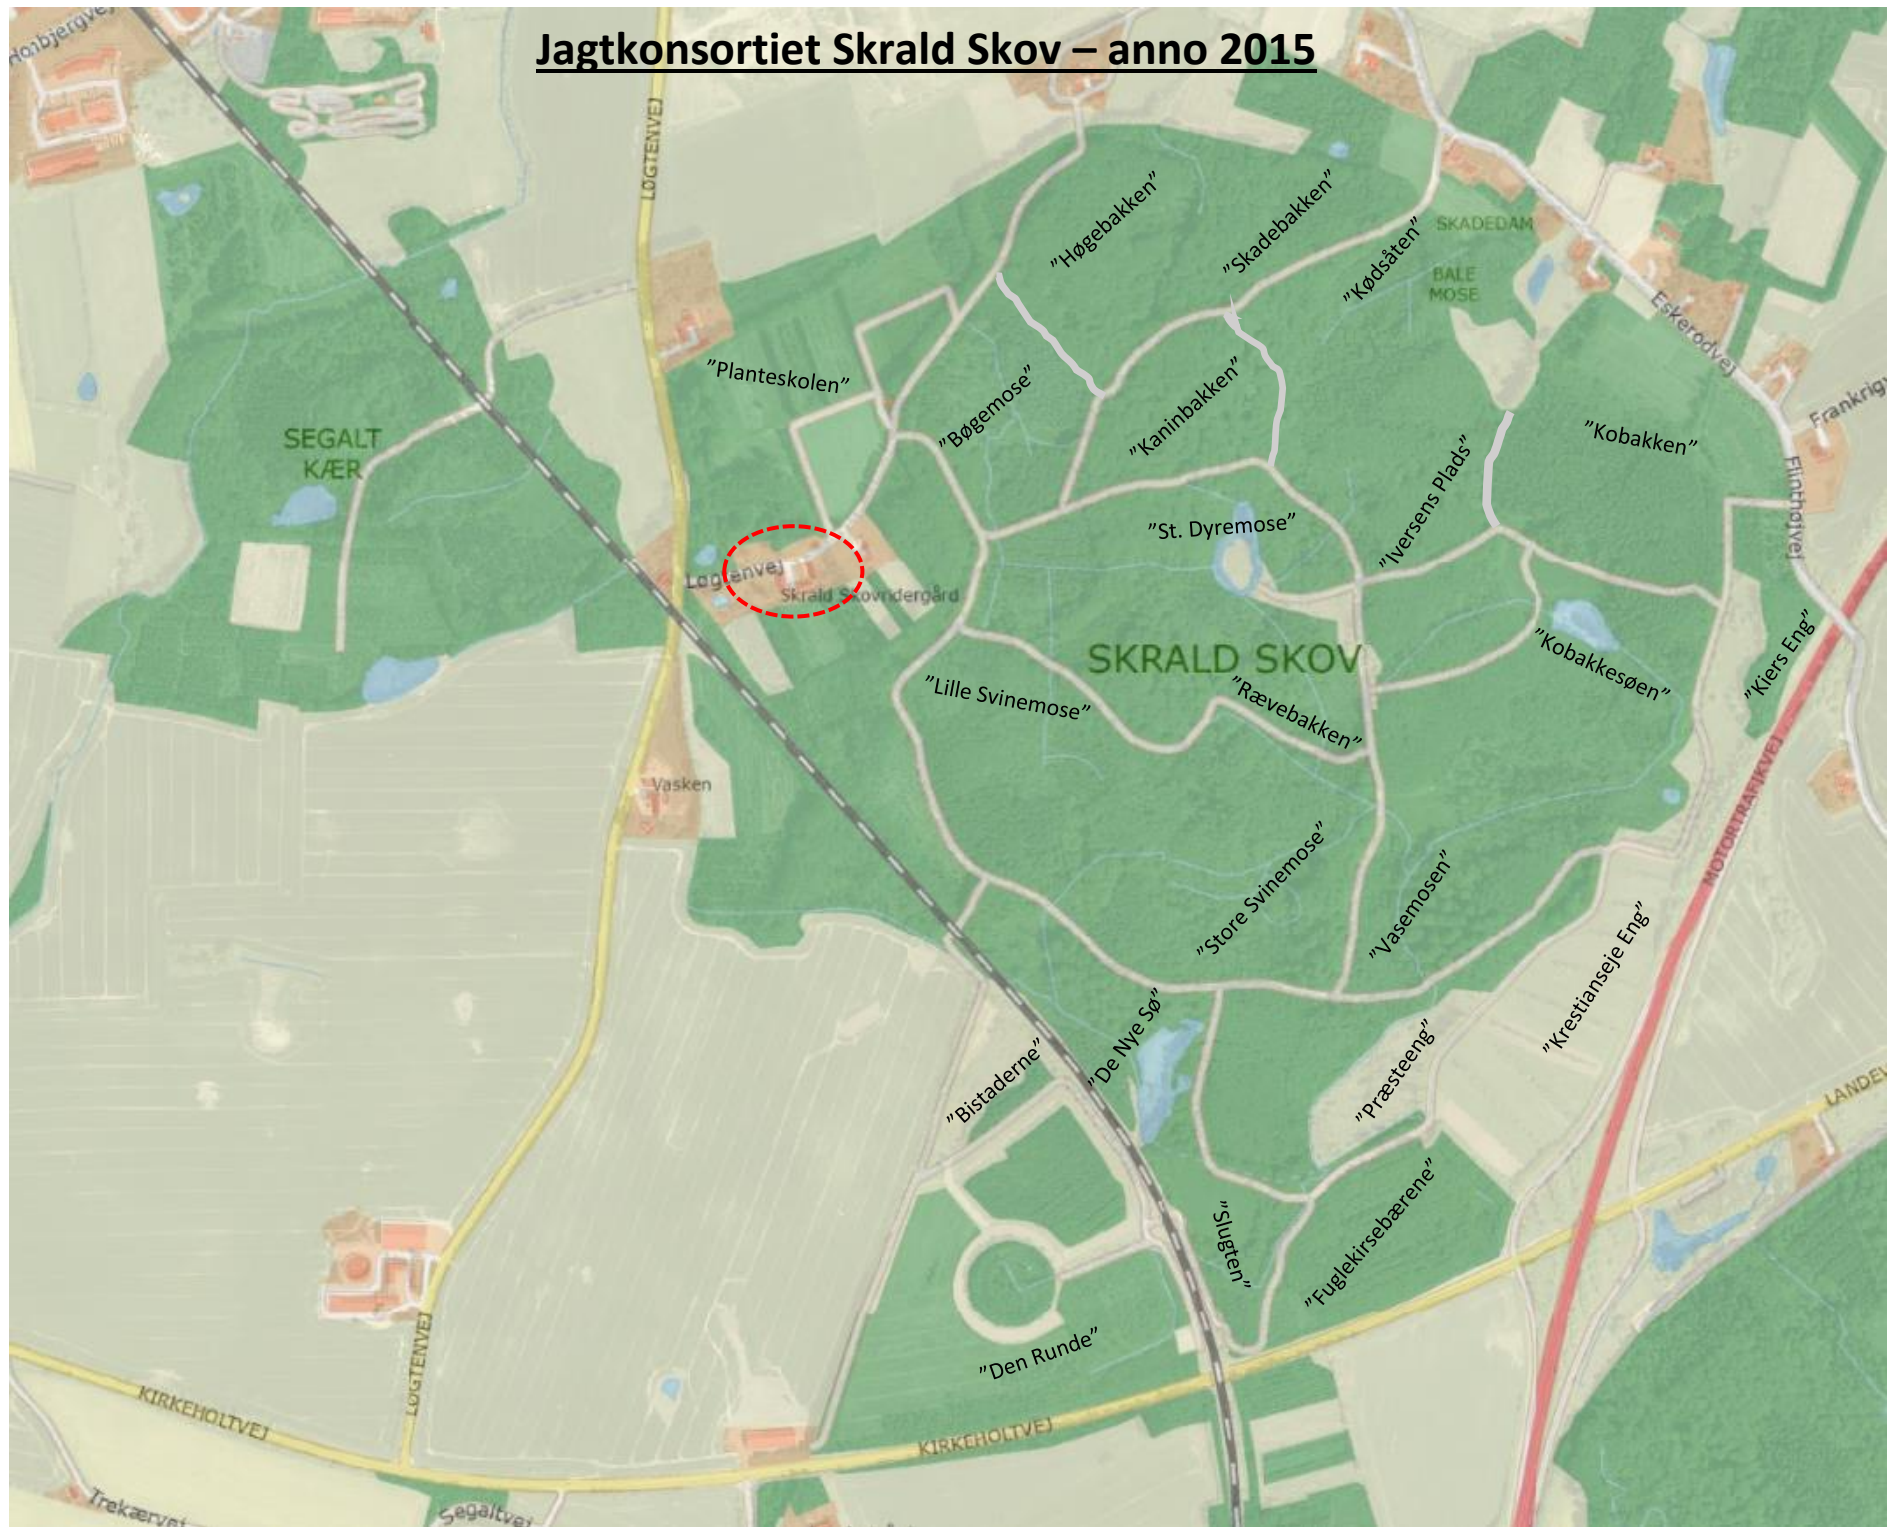 Jagtkonsortiet Skrald Skov – anno 2015
LØGTENVEJ
"Høgebakken"
"Skadebakken"
"Kødsåten"
SKADEDAM
BALE
MOSE
Eskerodvej
Frankrigv
"Planteskolen"
"Bøgemose"
"Kaninbakken"
"Iversens Plads"
"Kobakken"
Flinthøjvej
SEGALT
KÆR
"St. Dyremose"
Løgtenvej
Skrald Skovridergård
SKRALD SKOV
"Kobakkesøen"
"Kiers Eng"
"Lille Svinemose"
"Rævebakken"
Vasken
MOTORTRAFIKVEJ
"Store Svinemose"
"Vasemosen"
"Krestianseje Eng"
"De Nye Sø"
"Bistaderne"
"Præsteeng"
LANDEV
"Slugten"
"Fuglekirsebærene"
"Den Runde"
LØGTENVEJ
KIRKEHOLTVEJ
KIRKEHOLTVEJ
Trekærvej
Segaltvej